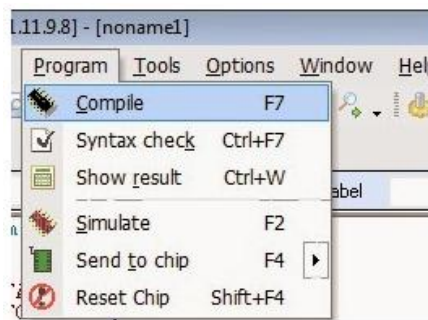 1.11.9.8] - [noname1]
Program Tools Options Window Hel
Compile F7
Syntax check Ctrl+F7
Show result Ctrl+W
abel
Simulate F2
Send to chip F4
Reset Chip Shift+F4